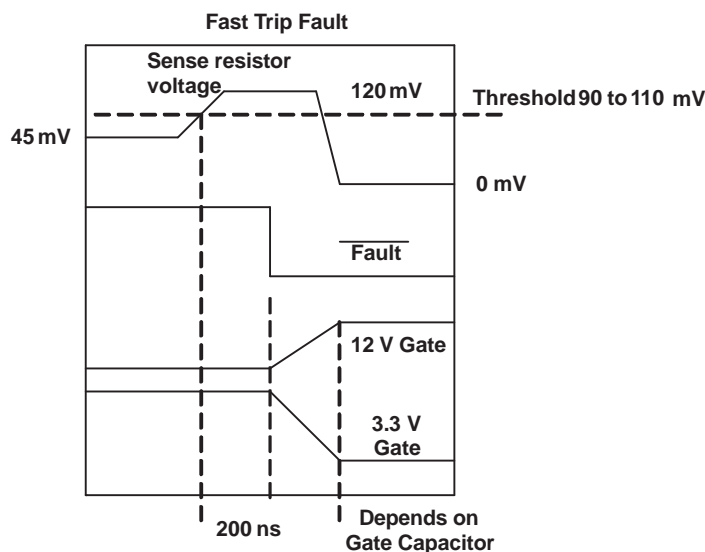 Fast Trip Fault
Sense resistor
voltage
120 mV
Threshold 90 to 110 mV
45 mV
0 mV
Fault
12 V Gate
3.3 V
Gate
200 ns
Depends on
Gate Capacitor